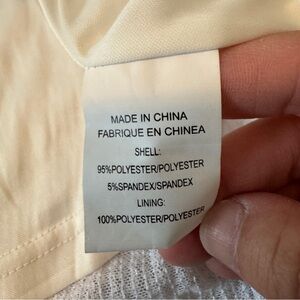 MADE IN CHINA
FABRIQUE EN CHINEA
SHELL:
95%POLYESTER/POLYESTER
5%SPANDEX/SPANDEX
LINING:
100%POLYESTER/POLYESTER